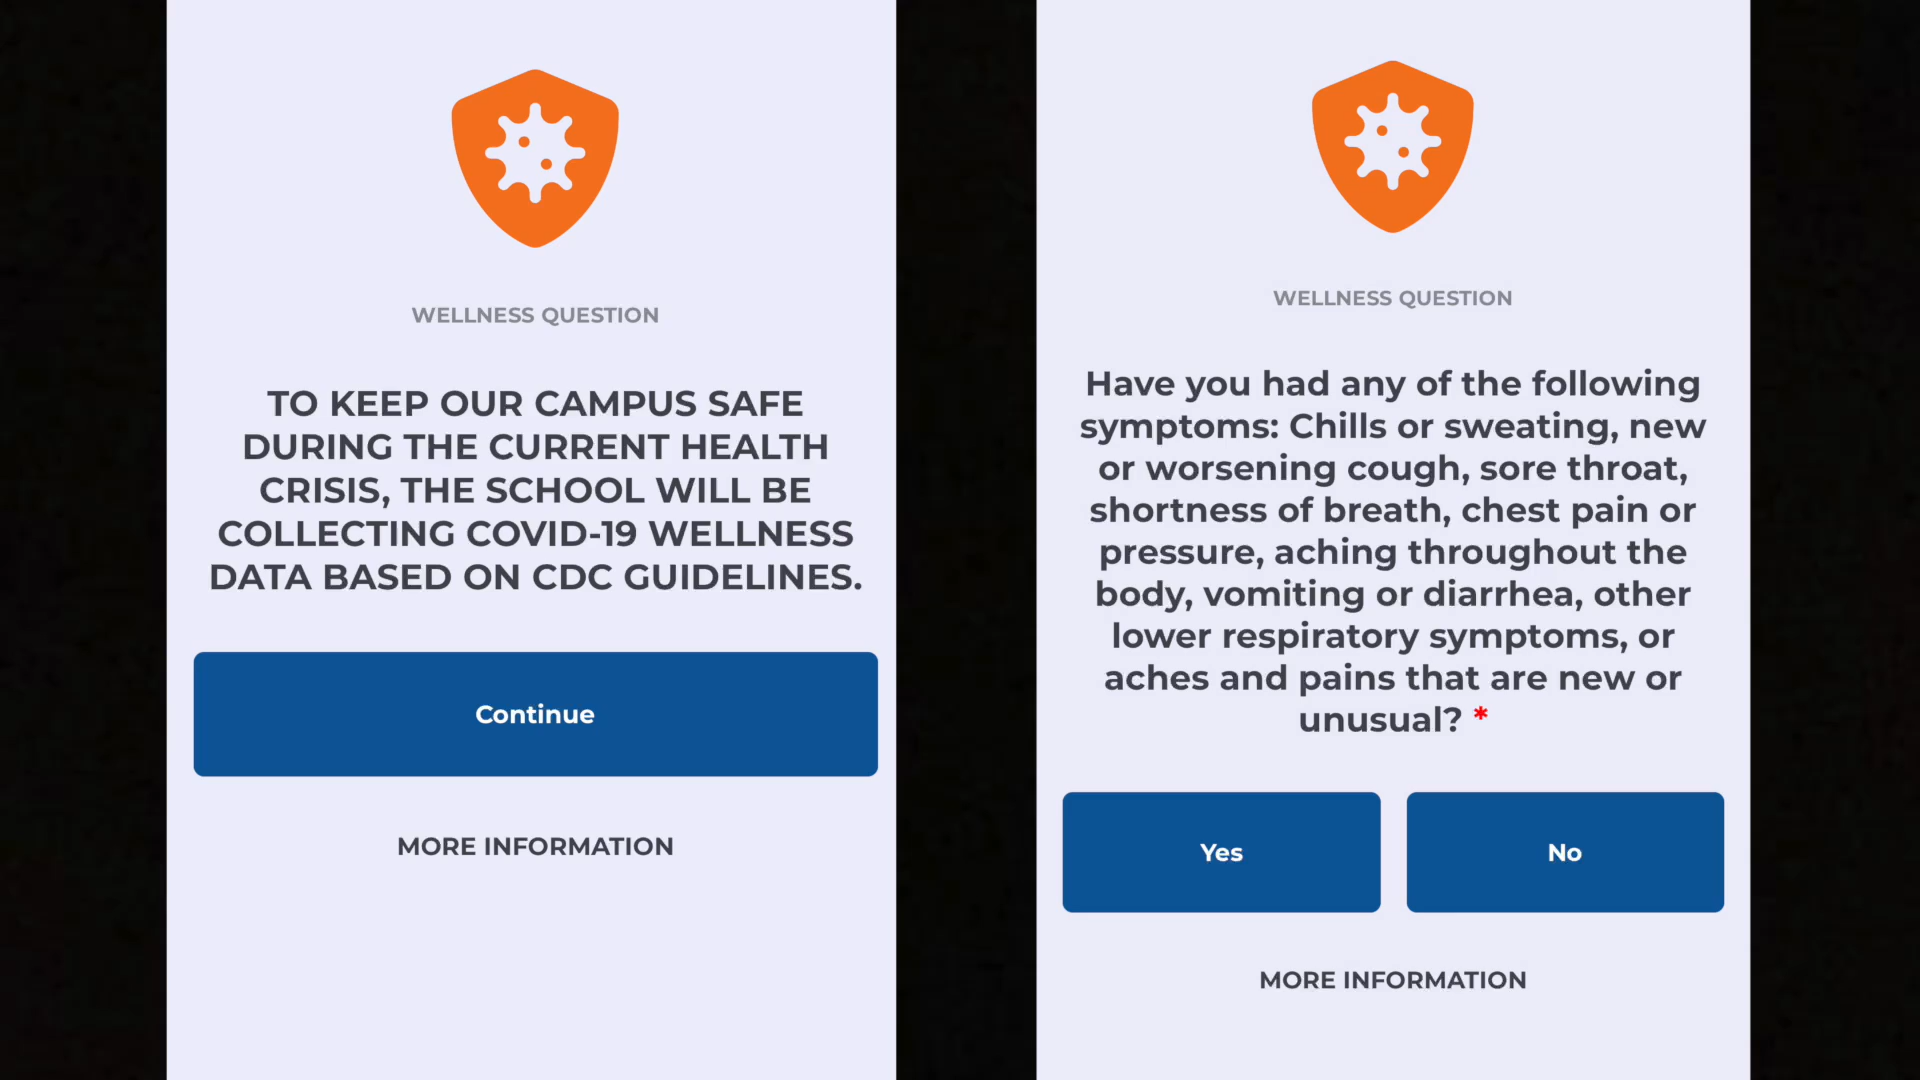 WELLNESS QUESTION
TO KEEP OUR CAMPUS SAFE
DURING THE CURRENT HEALTH
CRISIS, THE SCHOOL WILL BE
COLLECTING COVID-19 WELLNESS
DATA BASED ON CDC GUIDELINES.
Continue
MORE INFORMATION
WELLNESS QUESTION
Have you had any of the following
symptoms: Chills or sweating, new
or worsening cough, sore throat,
shortness of breath, chest pain or
pressure, aching throughout the
body, vomiting or diarrhea, other
lower respiratory symptoms, or
aches and pains that are new or
unusual? *
Yes
No
MORE INFORMATION